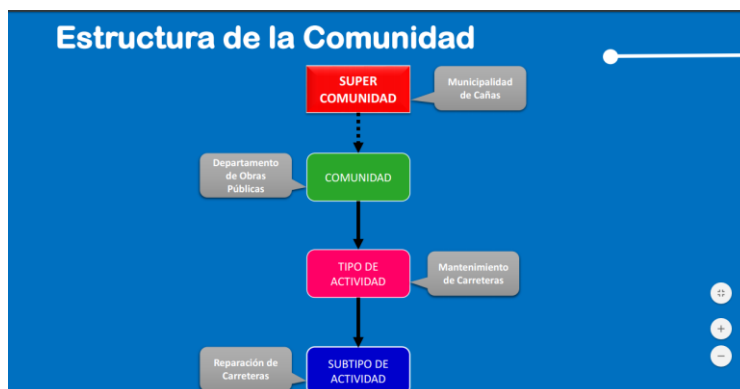 Estructura de la Comunidad
SUPER
COMUNIDAD
Municipalidad
de Cañas
Departamento
de Obras
Públicas
COMUNIDAD
TIPO DE
ACTIVIDAD
Mantenimiento
de Carreteras
Reparación de
Carreteras
SUBTIPO DE
ACTIVIDAD